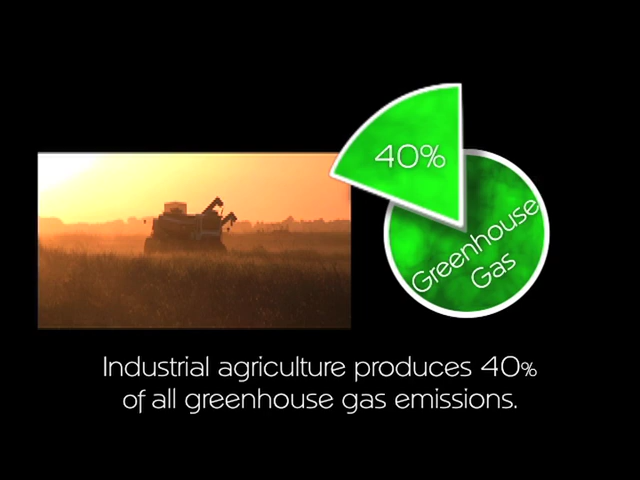 40%
Greenhouse
Gas
Industrial agriculture produces 40%
of all greenhouse gas emissions.